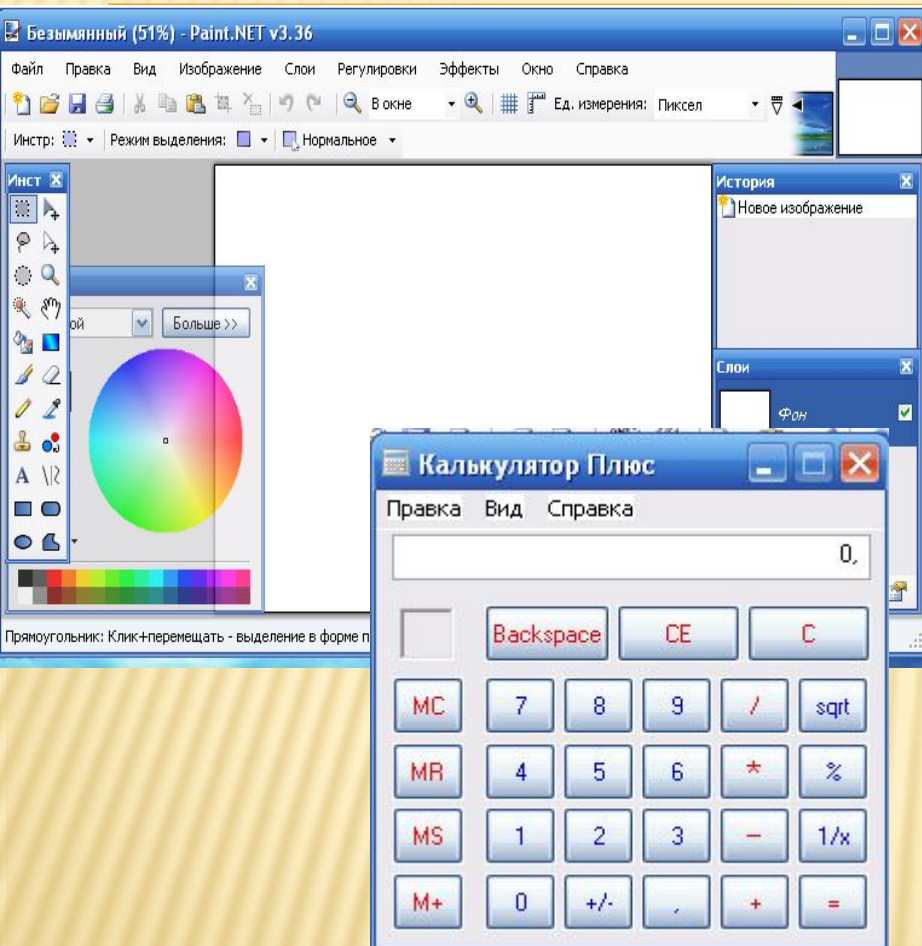 Безымянный (51%) - Paint.NET v3.36
Файл Правка Вид Изображение Слои Регулировки Эффекты Окно Справка
В окне Ед. измерения: Пиксел
Инстр: Режим выделения: Нормальное
Инст
История
Новое изображение
ой Больше >>
Слои
Фон
A
Прямоугольник: Клик+перемещать - выделение в форме п
Калькулятор Плюс
Правка Вид Справка
0,
Backspace CE C
MC 7 8 9 / sqrt
MR 4 5 6 * %
MS 1 2 3 - 1/x
M+ 0 +/- , + =